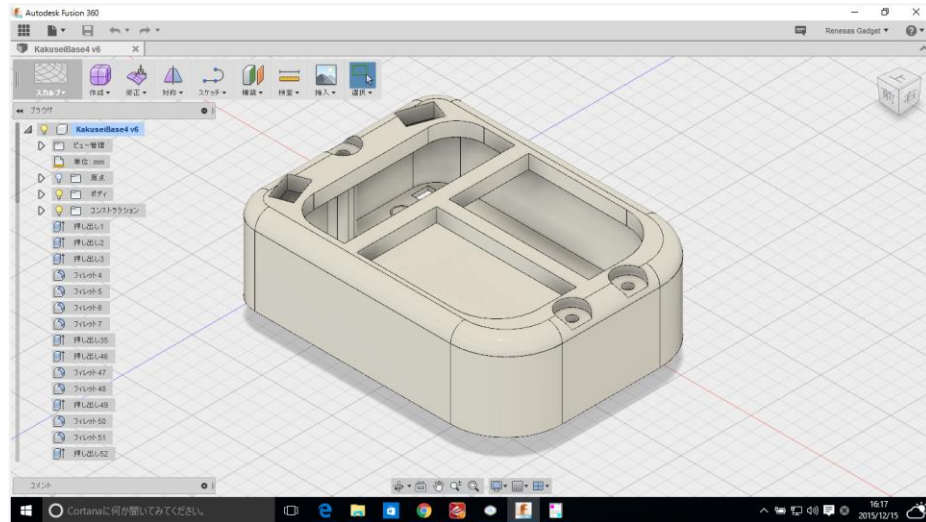 Autodesk Fusion 360
Renesas Gadget
KakuseiBase4 v6
スカルプ 作成 修正 対称 スケッチ 構築 検査 挿入 選択
ブラウザ
KakuseiBase4 v6
ビュー管理
単位: mm
原点
ボディ
コンストラクション
押し出し1
押し出し2
押し出し3
フィレット4
フィレット5
フィレット6
フィレット7
押し出し35
押し出し46
フィレット47
フィレット48
押し出し49
フィレット50
フィレット51
押し出し52
コメント
Cortanaに何か聞いてみてください。
16:17
2015/12/15